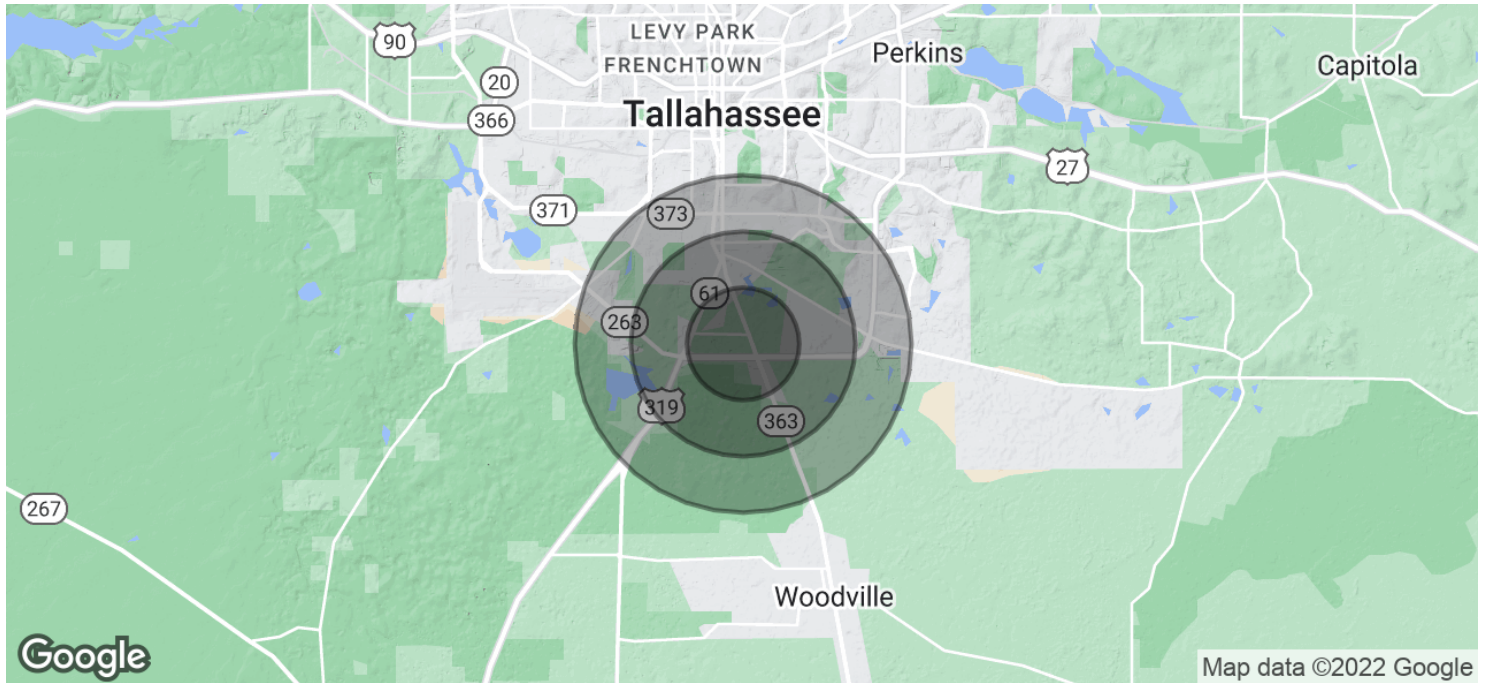 LEVY PARK
90
FRENCHTOWN
Perkins
Capitola
20
Tallahassee
366
27
371
373
61
263
319
363
267
Woodville
Google
Map data ©2022 Google